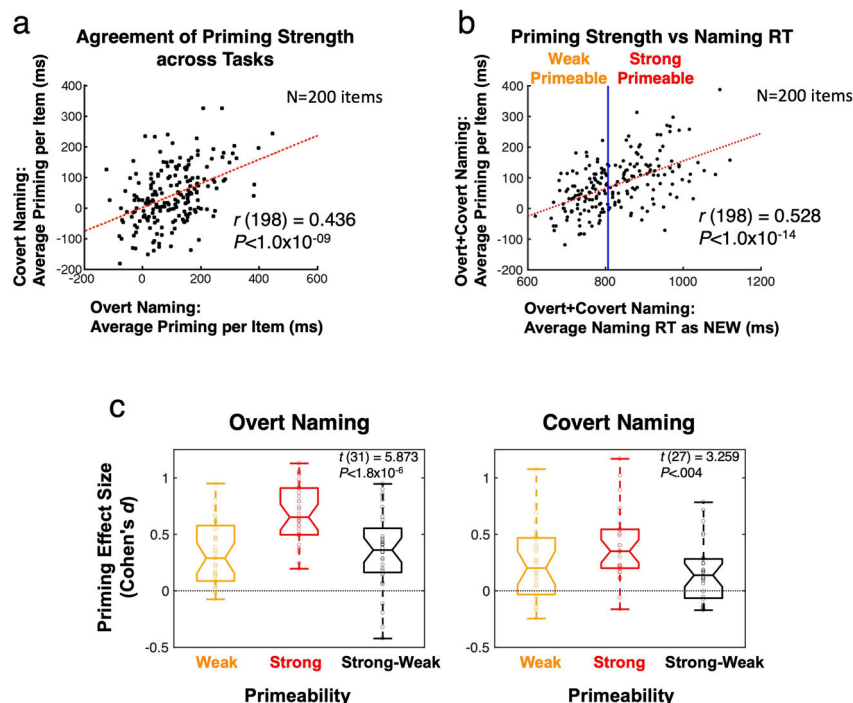 a
Agreement of Priming Strength
across Tasks
Covert Naming:
Average Priming per Item (ms)
400
300
200
100
0
-100
-200
-200
0
200
400
600
N=200 items
r (198) = 0.436
P<1.0x10-09
Overt Naming:
Average Priming per Item (ms)
b
Priming Strength vs Naming RT
Weak
Primeable
Strong
Primeable
Overt+Covert Naming:
Average Priming per Item (ms)
400
300
200
100
0
-100
-200
600
800
1000
1200
N=200 items
r (198) = 0.528
P<1.0x10-14
Overt+Covert Naming:
Average Naming RT as NEW (ms)
c
Overt Naming
Priming Effect Size
(Cohen's d)
1
0.5
0
-0.5
t (31) = 5.873
P<1.8x10-6
Weak
Strong
Strong-Weak
Primeability
Covert Naming
1
0.5
0
-0.5
t (27) = 3.259
P<.004
Weak
Strong
Strong-Weak
Primeability